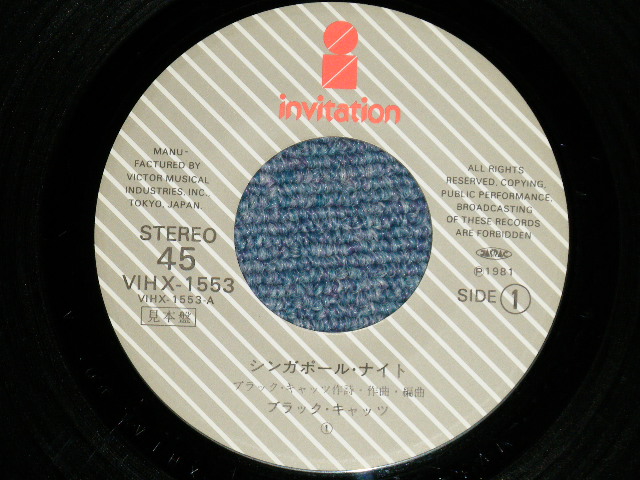 invitation
MANU-
FACTURED BY
VICTOR MUSICAL
INDUSTRIES, INC.
TOKYO, JAPAN.
ALL RIGHTS
RESERVED, COPYING,
PUBLIC PERFORMANCE,
BROADCASTING
OF THESE RECORDS
ARE FORBIDDEN
STEREO
45
VIHX-1553
VIHX-1553-A
見本盤
JASRAC
Ⓟ1981
SIDE ①
シンガポール・ナイト
ブラック・キャッツ作詩・作曲・編曲
ブラック・キャッツ
①